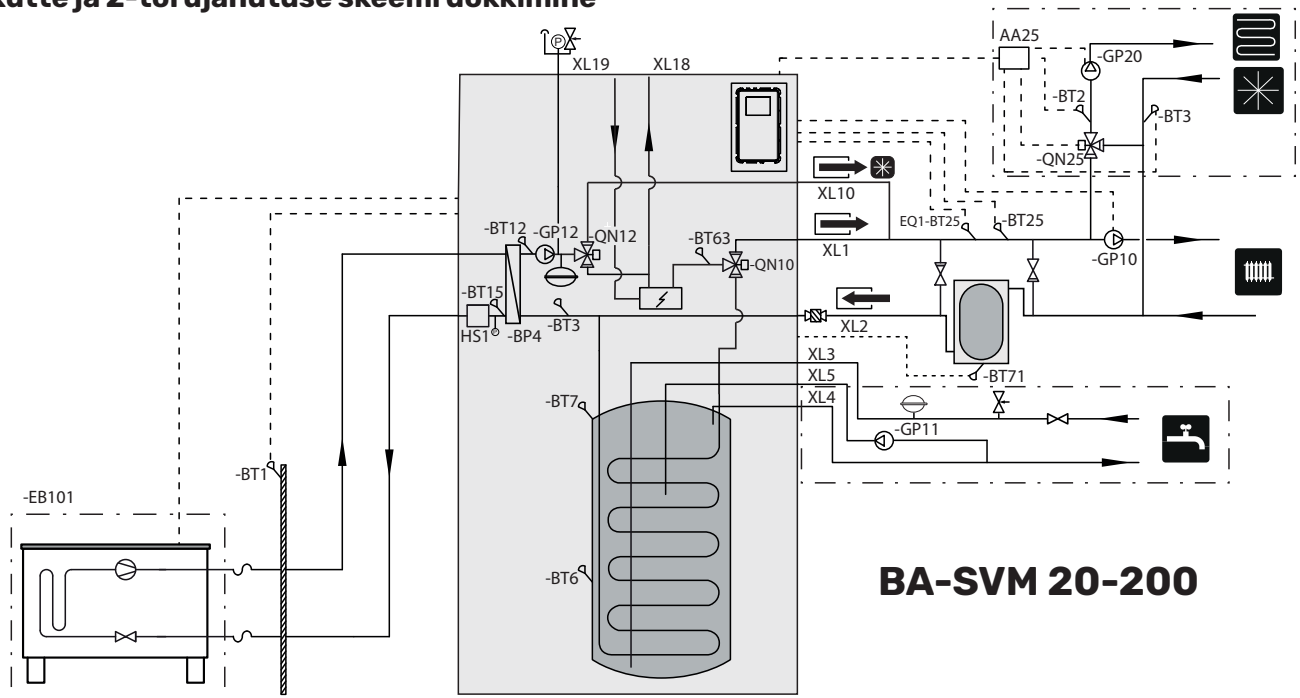 kütte ja 2-torujahutuse skeemi dokkimine
P
XL19
XL18
AA25
-GP20
-BT2
-BT3
-QN25
XL10
EQ1-BT25
-BT25
XL1
-GP10
-BT12
-GP12
-QN12
-BT63
-QN10
-BT15
HS1
P
-BP4
-BT3
XL2
-BT71
XL3
XL5
XL4
-GP11
-BT7
-BT1
-EB101
-BT6
BA-SVM 20-200